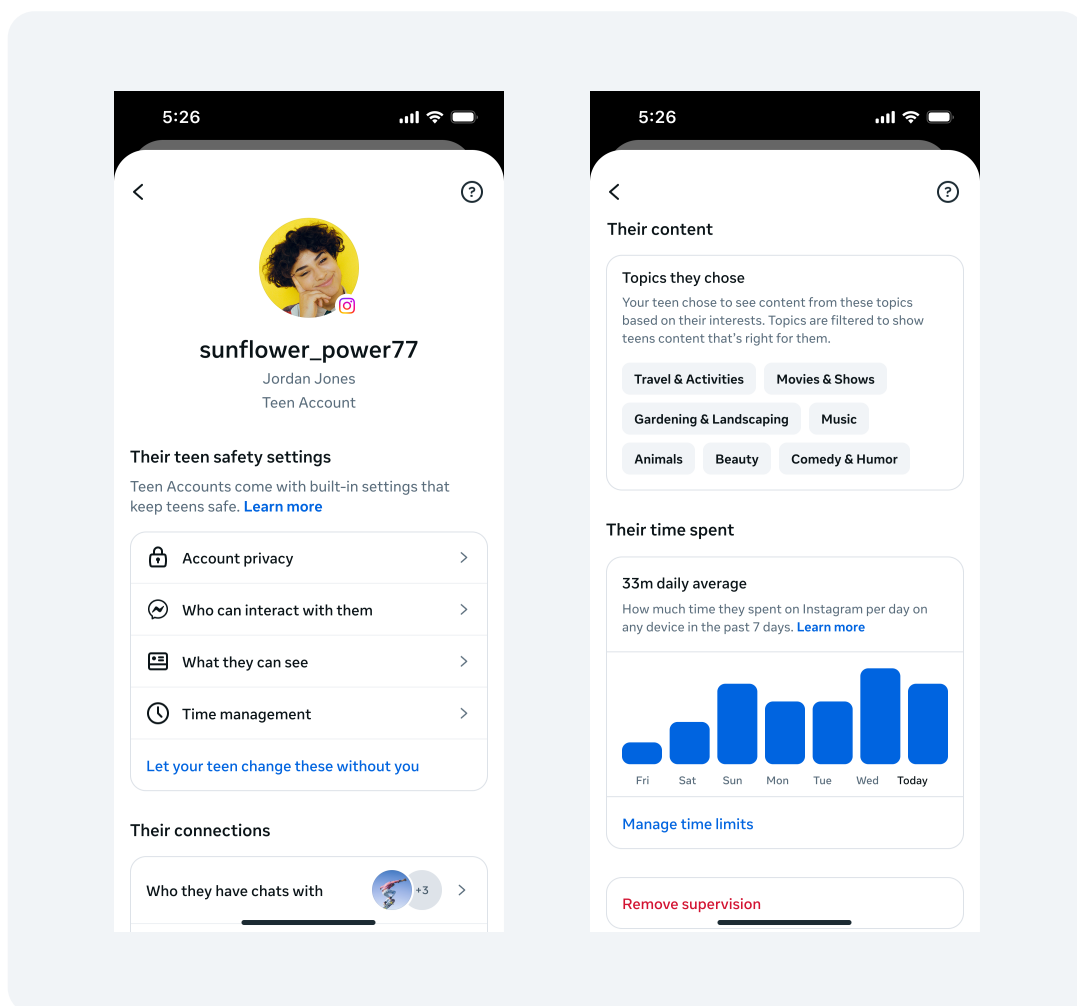 5:26
?
sunflower_power77
Jordan Jones
Teen Account
Their teen safety settings
Teen Accounts come with built-in settings that
keep teens safe. Learn more
Account privacy
Who can interact with them
What they can see
Time management
Let your teen change these without you
Their connections
Who they have chats with
+3
5:26
?
Their content
Topics they chose
Your teen chose to see content from these topics
based on their interests. Topics are filtered to show
teens content that's right for them.
Travel & Activities Movies & Shows
Gardening & Landscaping Music
Animals Beauty Comedy & Humor
Their time spent
33m daily average
How much time they spent on Instagram per day on
any device in the past 7 days. Learn more
Fri Sat Sun Mon Tue Wed Today
Manage time limits
Remove supervision